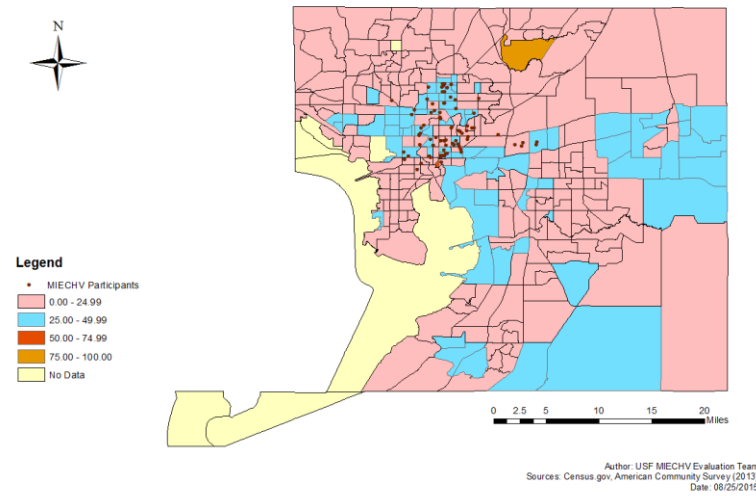 N
Legend
MIECHV Participants
0.00 - 24.99
25.00 - 49.99
50.00 - 74.99
75.00 - 100.00
No Data
0 2.5 5 10 15 20
Miles
Author: USF MIECHV Evaluation Team
Sources: Census.gov, American Community Survey (2013)
Date: 08/25/2015